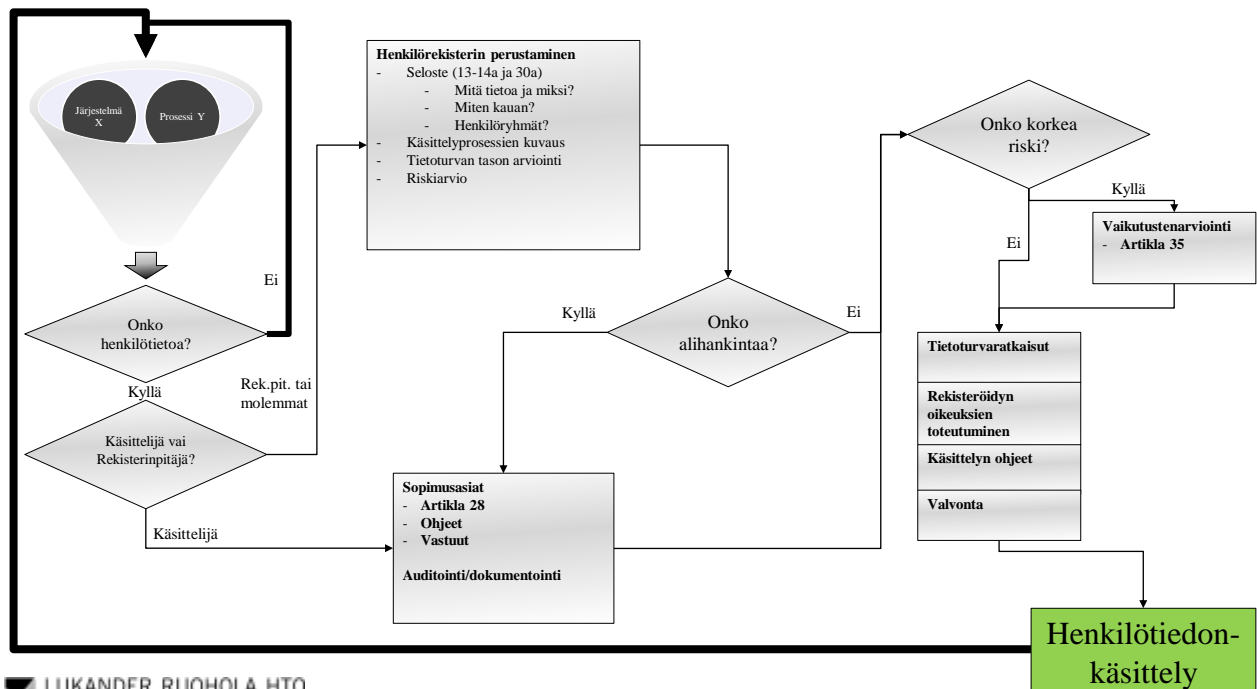 Järjestelmä
X
Prosessi Y
Ei
Onko
henkilötietoa?
Kyllä
Käsittelijä vai
Rekisterinpitäjä?
Rek.pit. tai
molemmat
Käsittelijä
Henkilörekisterin perustaminen
- Seloste (13-14a ja 30a)
- Mitä tietoa ja miksi?
- Miten kauan?
- Henkilöryhmät?
- Käsittelyprosessien kuvaus
- Tietoturvan tason arviointi
- Riskiarvio
Onko
alihankintaa?
Kyllä
Ei
Sopimusasiat
- Artikla 28
- Ohjeet
- Vastuut
Auditointi/dokumentointi
Onko korkea
riski?
Kyllä
Ei
Vaikutustenarviointi
- Artikla 35
Tietoturvaratkaisut
Rekisteröidyn
oikeuksien
toteutuminen
Käsittelyn ohjeet
Valvonta
Henkilötiedon-
käsittely
LUKANDER RUOHOLA HTO